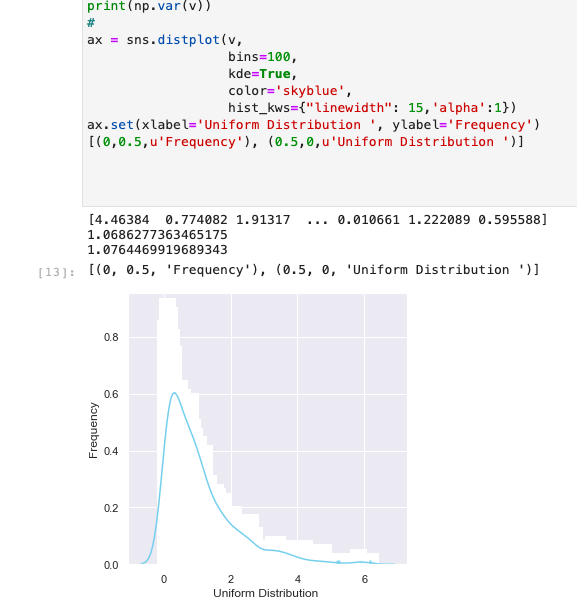 print(np.var(v))
#
ax = sns.distplot(v,
                  bins=100,
                  kde=True,
                  color='skyblue',
                  hist_kws={"linewidth": 15,'alpha':1})
ax.set(xlabel='Uniform Distribution ', ylabel='Frequency')
[(0,0.5,u'Frequency'), (0.5,0,u'Uniform Distribution ')]
[4.46384  0.774082 1.91317  ... 0.010661 1.222089 0.595588]
1.0686277363465175
1.0764469919689343
[13]: [(0, 0.5, 'Frequency'), (0.5, 0, 'Uniform Distribution ')]
0.8
0.6
Frequency
0.4
0.2
0.0
0 2 4 6
Uniform Distribution